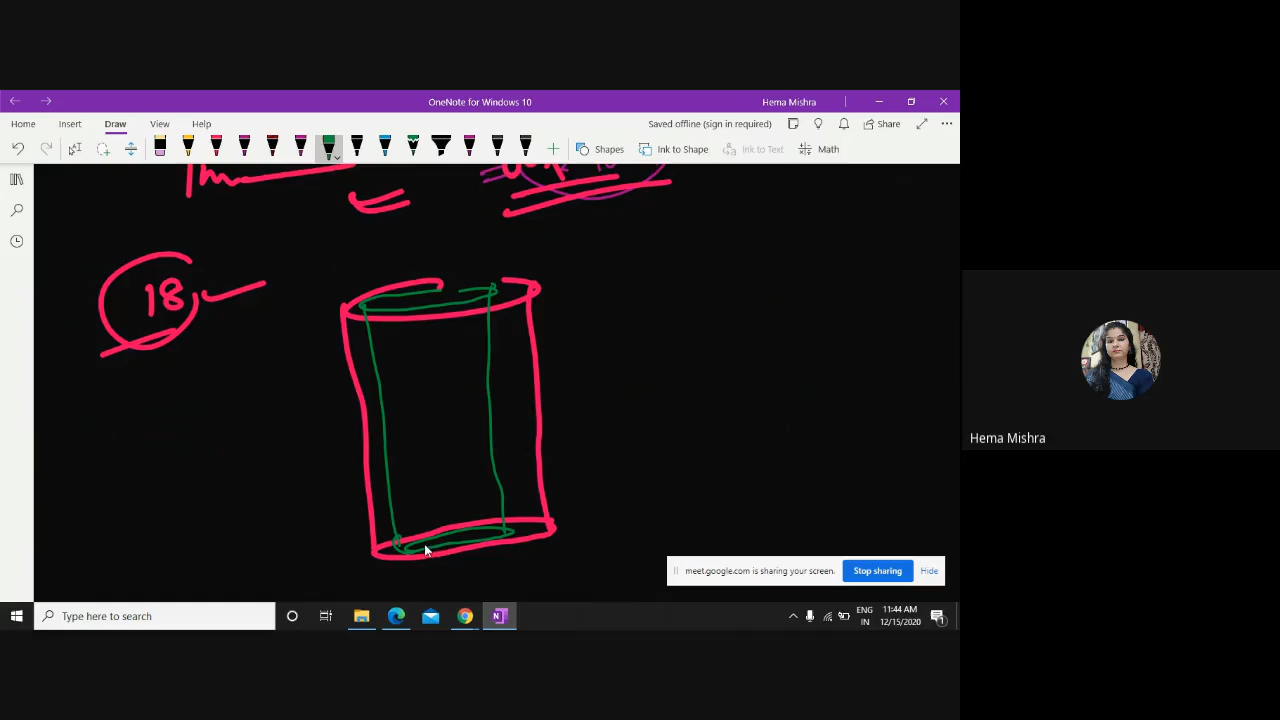 OneNote for Windows 10
Hema Mishra
Home Insert Draw View Help
Saved offline (sign in required)
Share
Ink to Shape
Shapes
Ink to Text
Math
18
Hema Mishra
meet.google.com is sharing your screen.
Stop sharing
Hide
Type here to search
ENG
IN
11:44 AM
12/15/2020
1